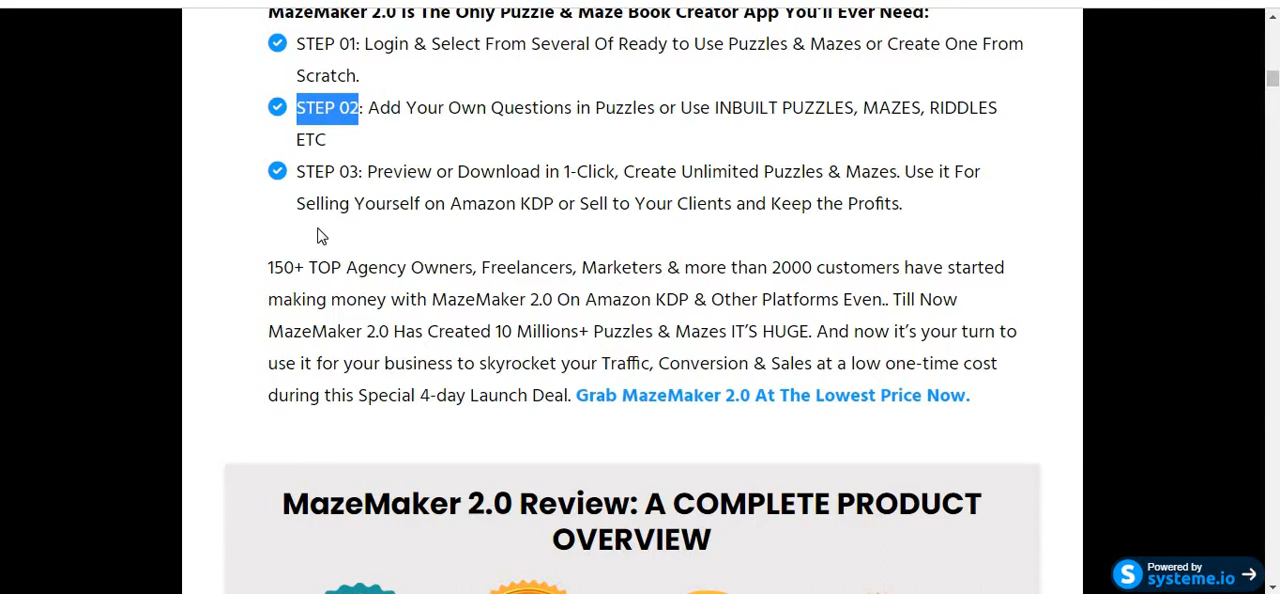 MazeMaker 2.0 Is The Only Puzzle & Maze Book Creator App You'll Ever Need:
STEP 01: Login & Select From Several Of Ready to Use Puzzles & Mazes or Create One From
Scratch.
STEP 02: Add Your Own Questions in Puzzles or Use INBUILT PUZZLES, MAZES, RIDDLES
ETC
STEP 03: Preview or Download in 1-Click, Create Unlimited Puzzles & Mazes. Use it For
Selling Yourself on Amazon KDP or Sell to Your Clients and Keep the Profits.
150+ TOP Agency Owners, Freelancers, Marketers & more than 2000 customers have started
making money with MazeMaker 2.0 On Amazon KDP & Other Platforms Even.. Till Now
MazeMaker 2.0 Has Created 10 Millions+ Puzzles & Mazes IT'S HUGE. And now it's your turn to
use it for your business to skyrocket your Traffic, Conversion & Sales at a low one-time cost
during this Special 4-day Launch Deal. Grab MazeMaker 2.0 At The Lowest Price Now.
MazeMaker 2.0 Review: A COMPLETE PRODUCT
OVERVIEW
Powered by
systeme.io